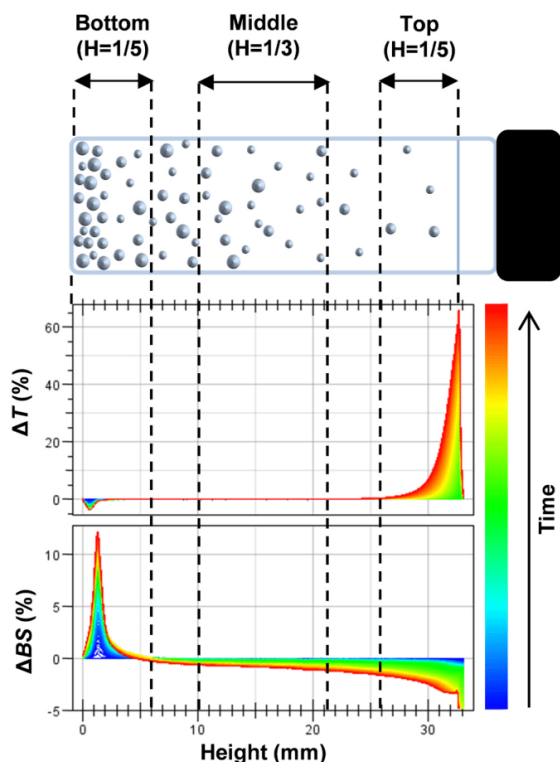 Bottom Middle Top
(H=1/5) (H=1/3) (H=1/5)
60
40
20
0
ΔT (%)
10
5
0
-5
ΔBS (%)
0 10 20 30
Height (mm)
Time